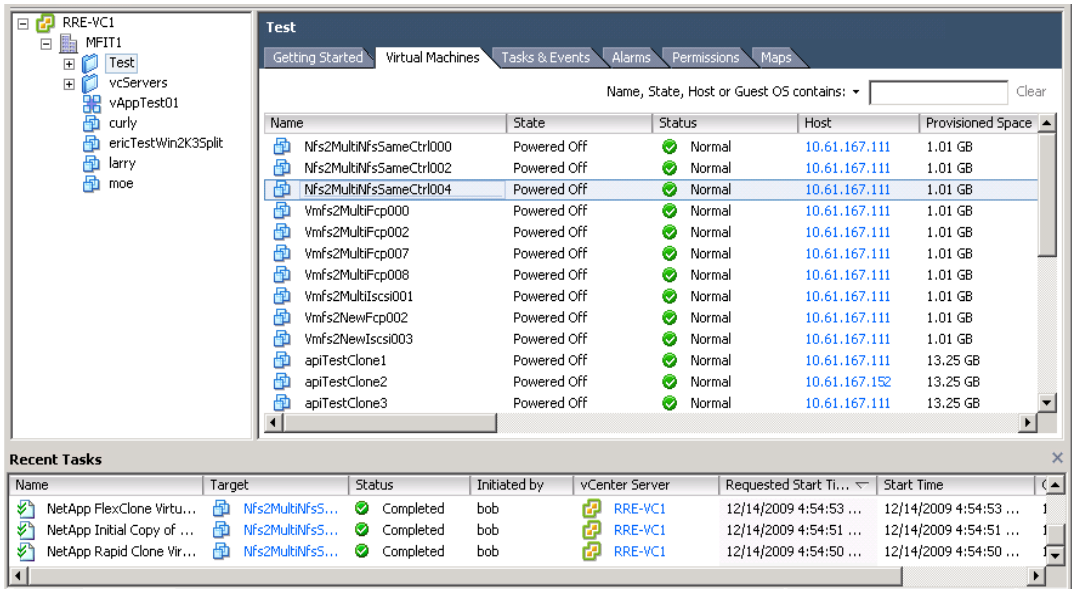 RRE-VC1
MFIT1
Test
vcServers
vAppTest01
curly
ericTestWin2K3Split
larry
moe
Test
Getting Started Virtual Machines Tasks & Events Alarms Permissions Maps
Name, State, Host or Guest OS contains: Clear
Name State Status Host Provisioned Space
Nfs2MultiNfsSameCtrl000 Powered Off Normal 10.61.167.111 1.01 GB
Nfs2MultiNfsSameCtrl002 Powered Off Normal 10.61.167.111 1.01 GB
Nfs2MultiNfsSameCtrl004 Powered Off Normal 10.61.167.111 1.01 GB
Vmfs2MultiFcp000 Powered Off Normal 10.61.167.111 1.01 GB
Vmfs2MultiFcp002 Powered Off Normal 10.61.167.111 1.01 GB
Vmfs2MultiFcp007 Powered Off Normal 10.61.167.111 1.01 GB
Vmfs2MultiFcp008 Powered Off Normal 10.61.167.111 1.01 GB
Vmfs2MultiIscsi001 Powered Off Normal 10.61.167.111 1.01 GB
Vmfs2NewFcp002 Powered Off Normal 10.61.167.111 1.01 GB
Vmfs2NewIscsi003 Powered Off Normal 10.61.167.111 1.01 GB
apiTestClone1 Powered Off Normal 10.61.167.111 13.25 GB
apiTestClone2 Powered Off Normal 10.61.167.152 13.25 GB
apiTestClone3 Powered Off Normal 10.61.167.111 13.25 GB
Recent Tasks
Name Target Status Initiated by vCenter Server Requested Start Ti... Start Time
NetApp FlexClone Virtu... Nfs2MultiNfsS... Completed bob RRE-VC1 12/14/2009 4:54:53 ... 12/14/2009 4:54:53 ...
NetApp Initial Copy of ... Nfs2MultiNfsS... Completed bob RRE-VC1 12/14/2009 4:54:51 ... 12/14/2009 4:54:51 ...
NetApp Rapid Clone Vir... Nfs2MultiNfsS... Completed bob RRE-VC1 12/14/2009 4:54:50 ... 12/14/2009 4:54:50 ...